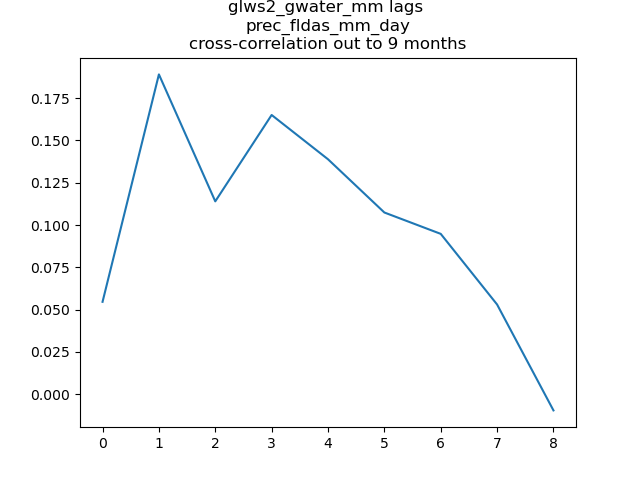 glws2_gwater_mm lags
prec_fldas_mm_day
cross-correlation out to 9 months
0.175
0.150
0.125
0.100
0.075
0.050
0.025
0.000
0 1 2 3 4 5 6 7 8